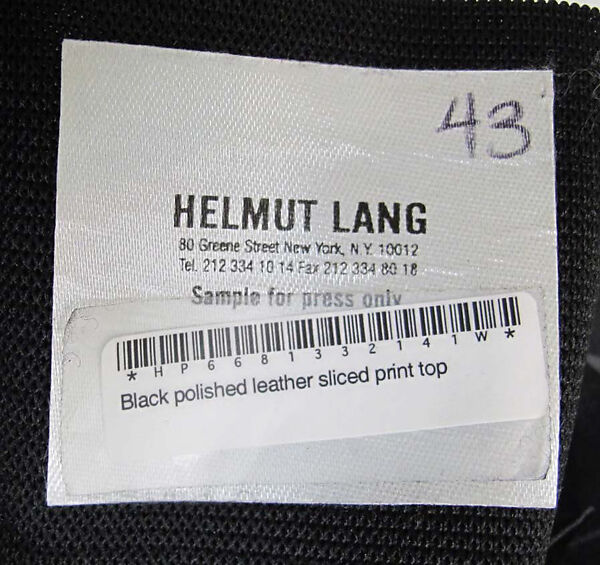 43
HELMUT LANG
80 Greene Street New York, N.Y. 10012
Tel. 212 334 10 14 Fax 212 334 80 18
Sample for press only
*HP6681332141W*
Black polished leather sliced print top